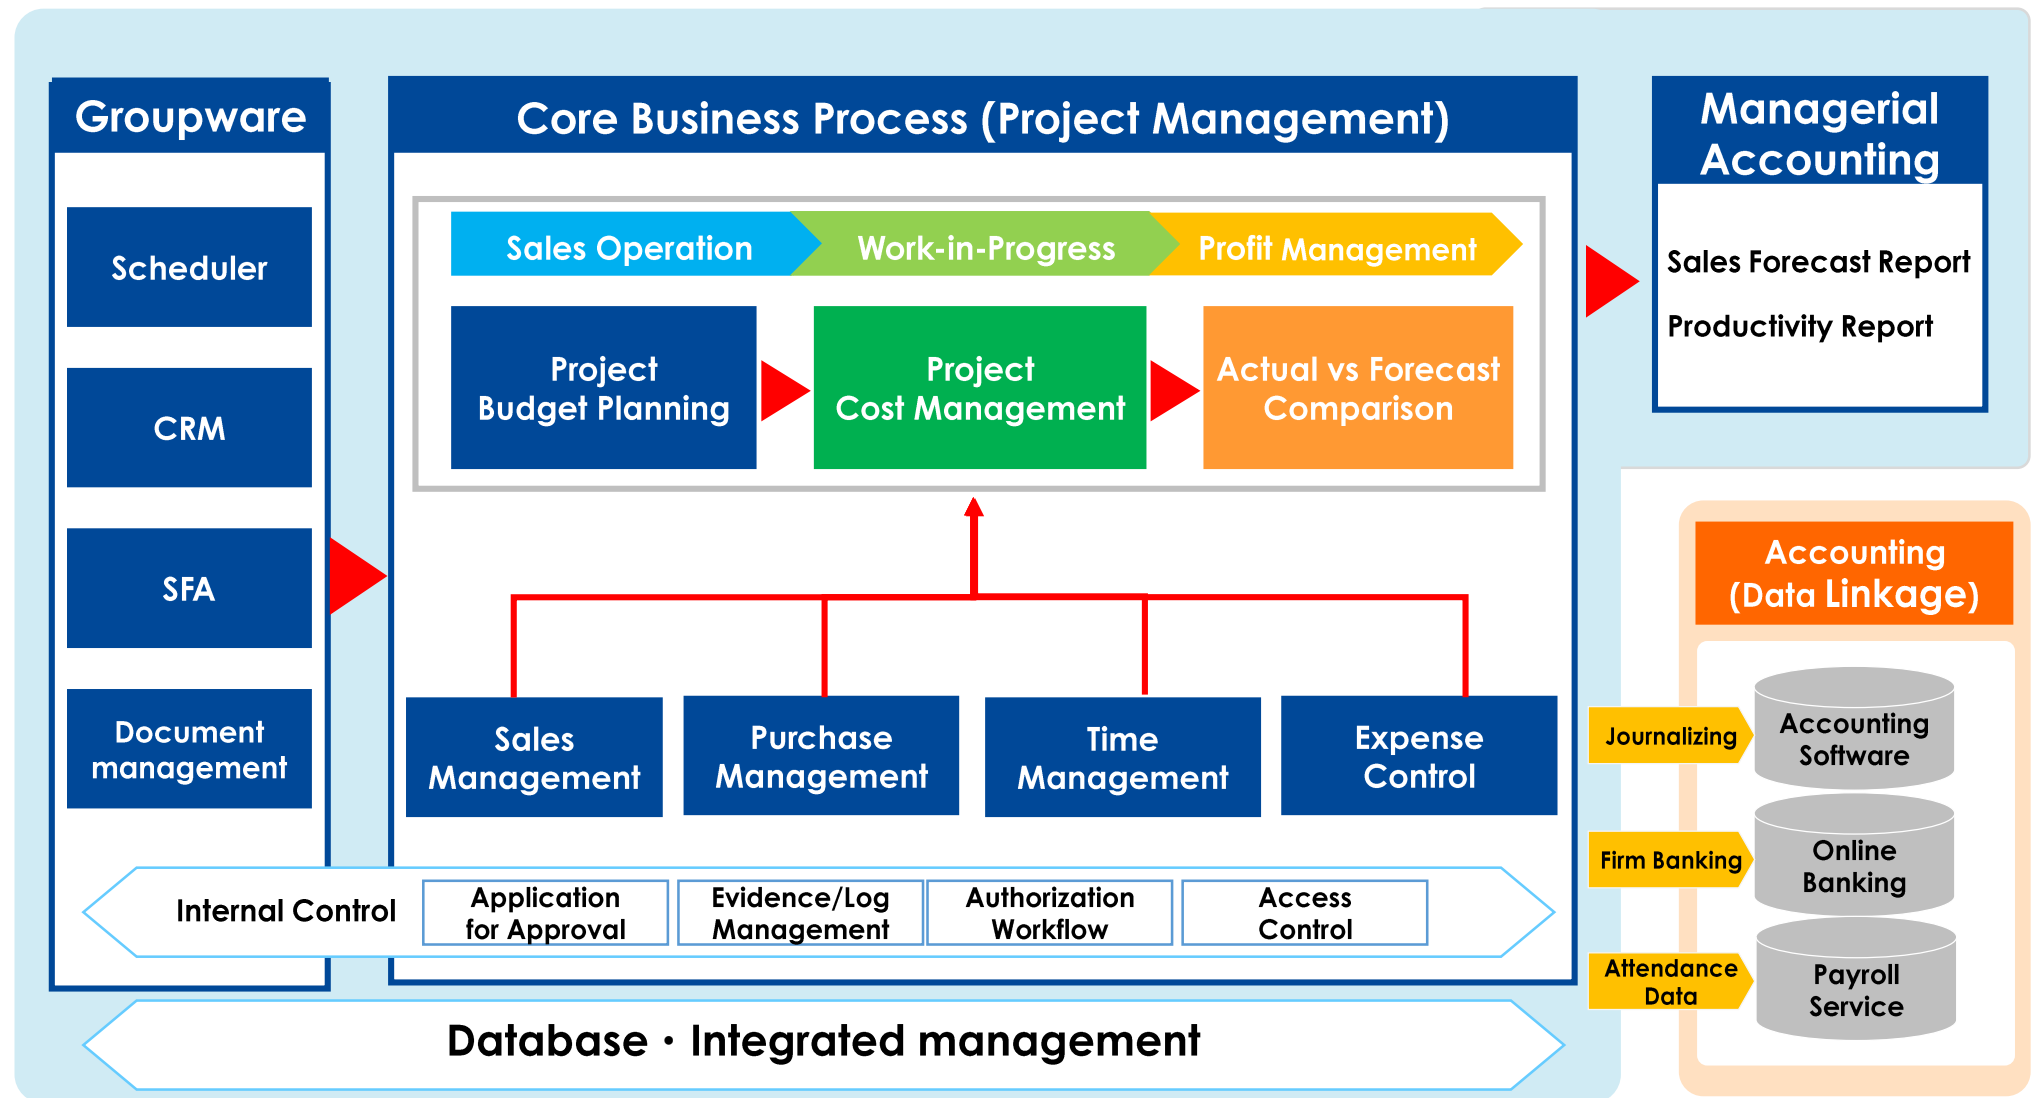 Groupware
Scheduler
CRM
SFA
Document
management
Core Business Process (Project Management)
Sales Operation
Work-in-Progress
Profit Management
Project
Budget Planning
Project
Cost Management
Actual vs Forecast
Comparison
Sales
Management
Purchase
Management
Time
Management
Expense
Control
Internal Control
Application
for Approval
Evidence/Log
Management
Authorization
Workflow
Access
Control
Database・Integrated management
Managerial
Accounting
Sales Forecast Report
Productivity Report
Accounting
(Data Linkage)
Journalizing
Accounting
Software
Firm Banking
Online
Banking
Attendance
Data
Payroll
Service